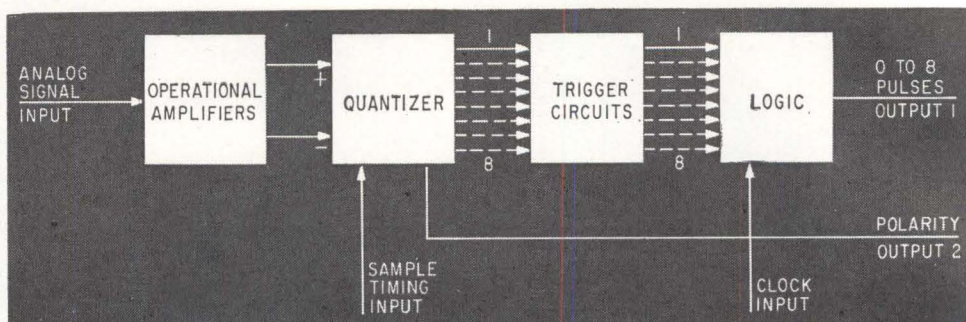 ANALOG
SIGNAL
INPUT
OPERATIONAL
AMPLIFIERS
+
−
QUANTIZER
1
8
TRIGGER
CIRCUITS
1
8
LOGIC
0 TO 8
PULSES
OUTPUT 1
POLARITY
OUTPUT 2
SAMPLE
TIMING
INPUT
CLOCK
INPUT